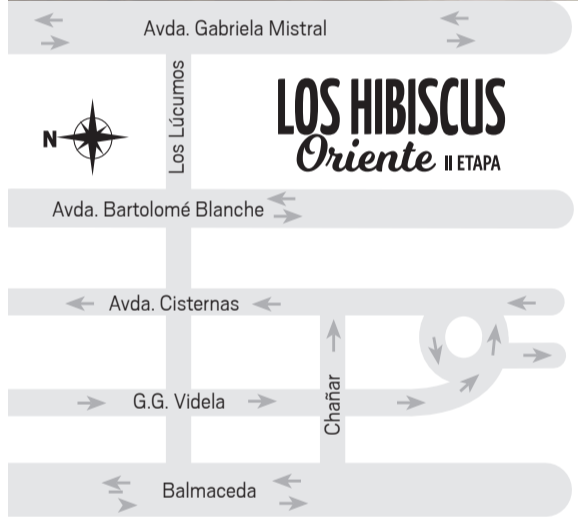 Avda. Gabriela Mistral
Los Lúcumos
LOS HIBISCUS
Oriente II ETAPA
N
Avda. Bartolomé Blanche
Avda. Cisternas
G.G. Videla
Chañar
Balmaceda